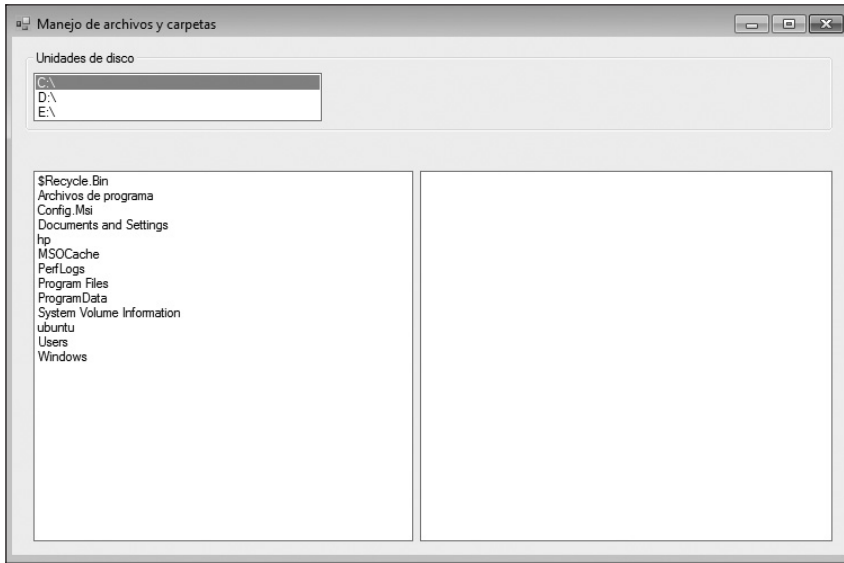 Manejo de archivos y carpetas
Unidades de disco
C:\
D:\
E:\
$Recycle.Bin
Archivos de programa
Config.Msi
Documents and Settings
hp
MSOCache
PerfLogs
Program Files
ProgramData
System Volume Information
ubuntu
Users
Windows